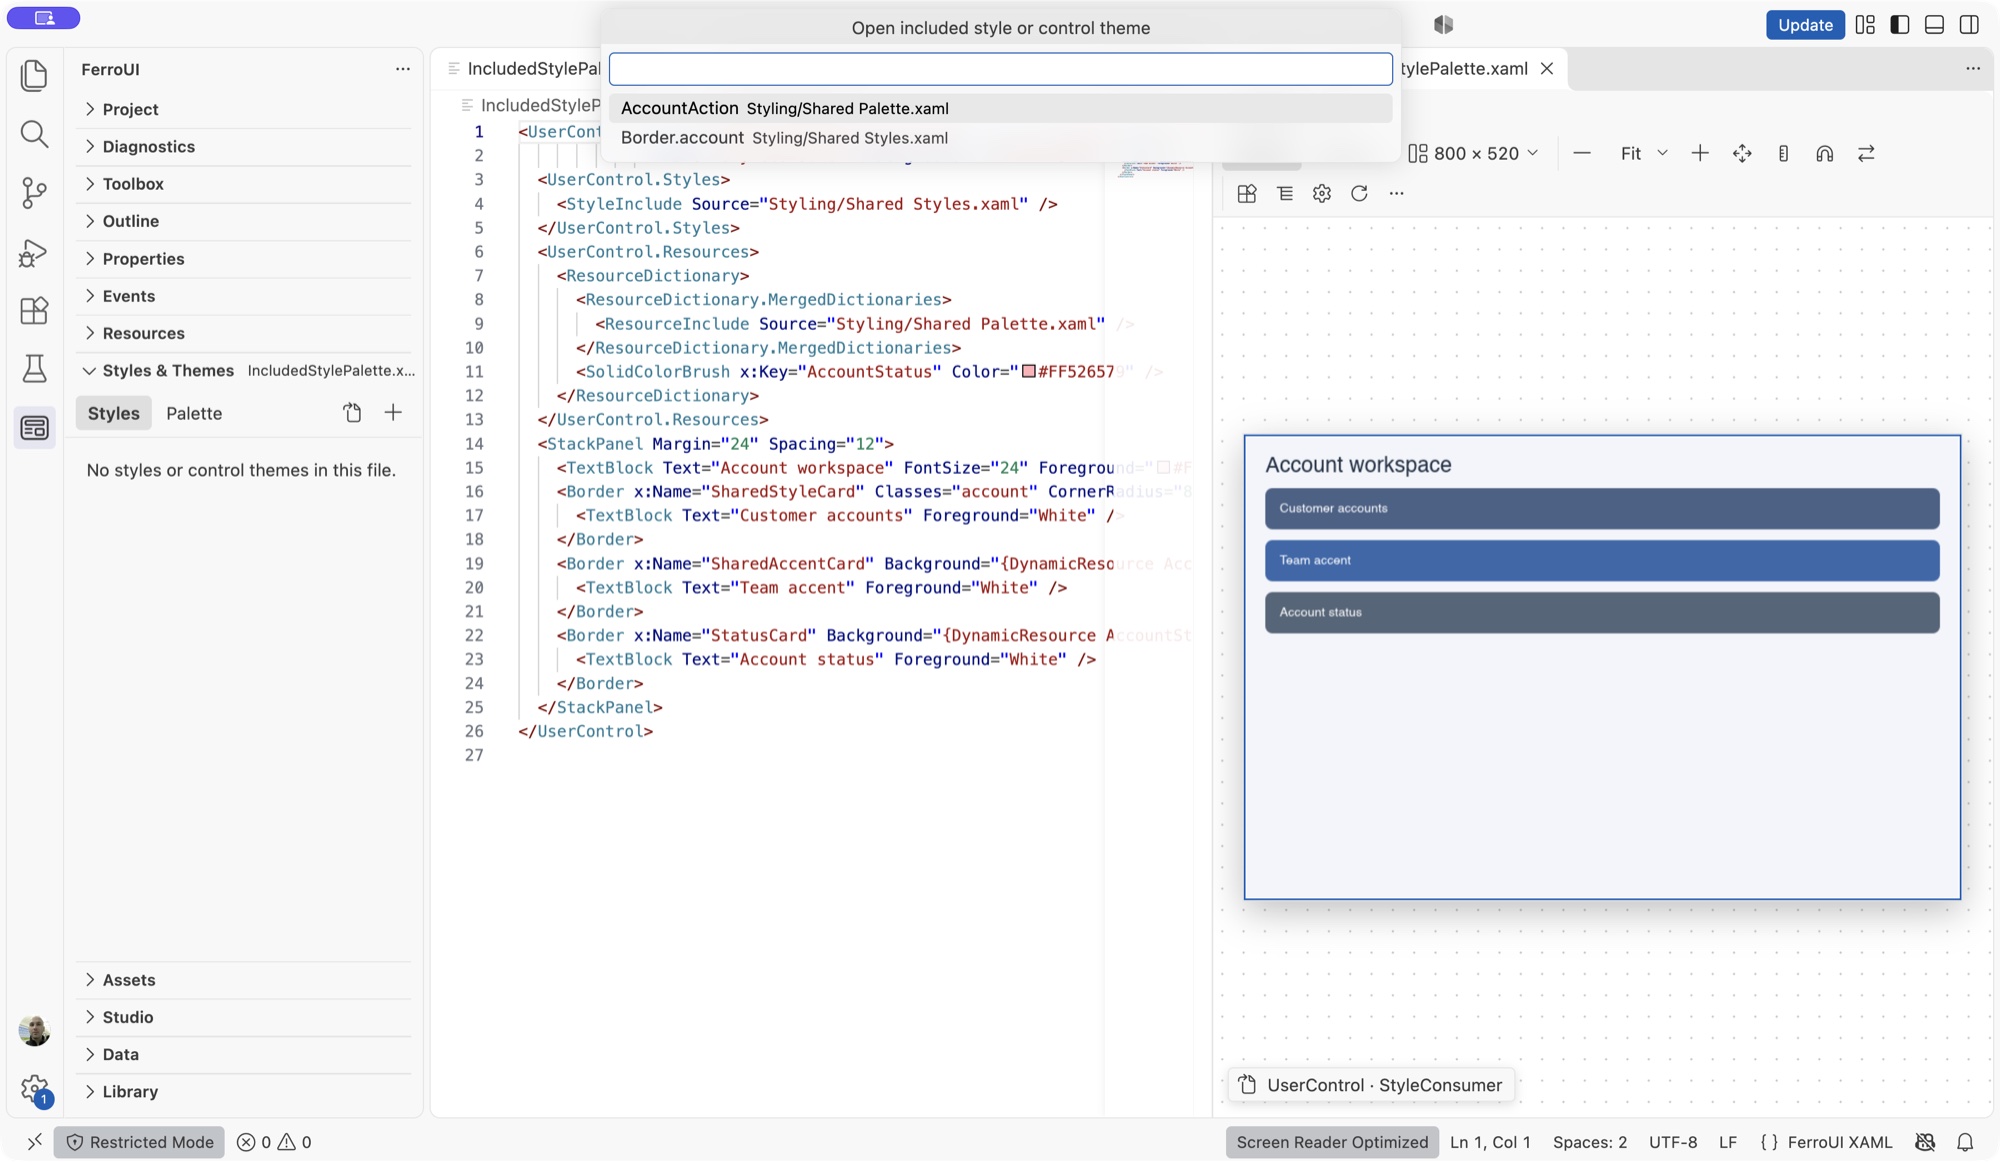 Open included style or control theme
Update
FerroUI
Project
Diagnostics
Toolbox
Outline
Properties
Events
Resources
Styles & Themes IncludedStylePalette.x...
Styles Palette
No styles or control themes in this file.
Assets
Studio
Data
Library
1
IncludedStylePal
tylePalette.xaml
IncludedStyleP
AccountAction Styling/Shared Palette.xaml
Border.account Styling/Shared Styles.xaml
1 <UserCont
2
3 <UserControl.Styles>
4 <StyleInclude Source="Styling/Shared Styles.xaml" />
5 </UserControl.Styles>
6 <UserControl.Resources>
7 <ResourceDictionary>
8 <ResourceDictionary.MergedDictionaries>
9 <ResourceInclude Source="Styling/Shared Palette.xaml" />
10 </ResourceDictionary.MergedDictionaries>
11 <SolidColorBrush x:Key="AccountStatus" Color="#FF526579" />
12 </ResourceDictionary>
13 </UserControl.Resources>
14 <StackPanel Margin="24" Spacing="12">
15 <TextBlock Text="Account workspace" FontSize="24" Foreground="#F
16 <Border x:Name="SharedStyleCard" Classes="account" CornerRadius="8
17 <TextBlock Text="Customer accounts" Foreground="White" />
18 </Border>
19 <Border x:Name="SharedAccentCard" Background="{DynamicResource Acc
20 <TextBlock Text="Team accent" Foreground="White" />
21 </Border>
22 <Border x:Name="StatusCard" Background="{DynamicResource AccountSt
23 <TextBlock Text="Account status" Foreground="White" />
24 </Border>
25 </StackPanel>
26 </UserControl>
27
800 × 520 Fit
Account workspace
Customer accounts
Team accent
Account status
UserControl · StyleConsumer
Restricted Mode 0 0
Screen Reader Optimized Ln 1, Col 1 Spaces: 2 UTF-8 LF { } FerroUI XAML